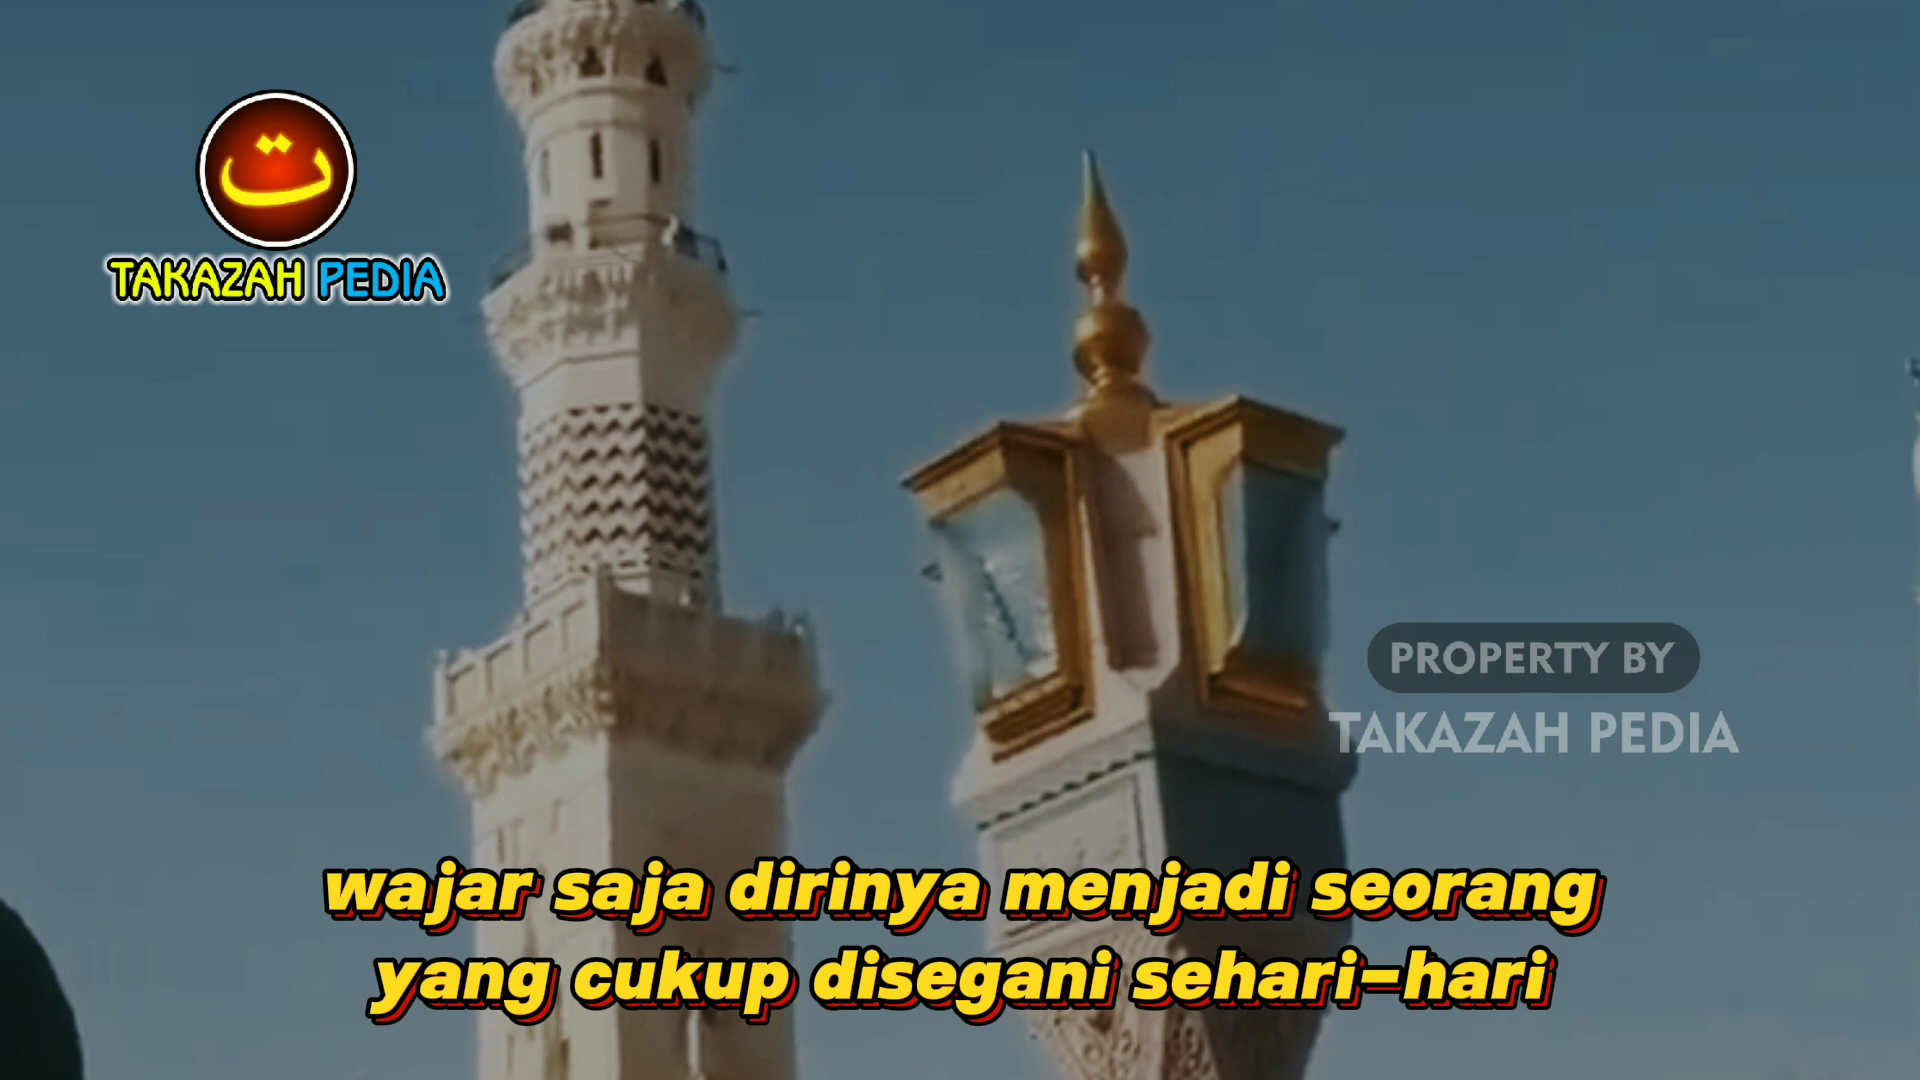 ت
TAKAZAH PEDIA
PROPERTY BY
TAKAZAH PEDIA
wajar saja dirinya menjadi seorang
yang cukup disegani sehari-hari